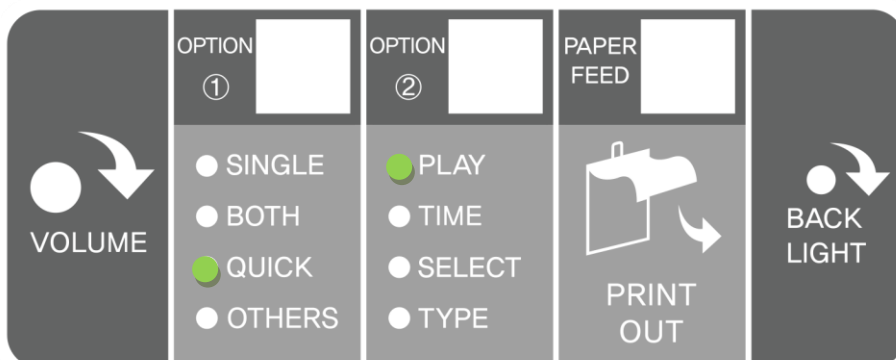 VOLUME
OPTION
①
SINGLE
BOTH
QUICK
OTHERS
OPTION
②
PLAY
TIME
SELECT
TYPE
PAPER
FEED
PRINT
OUT
BACK
LIGHT